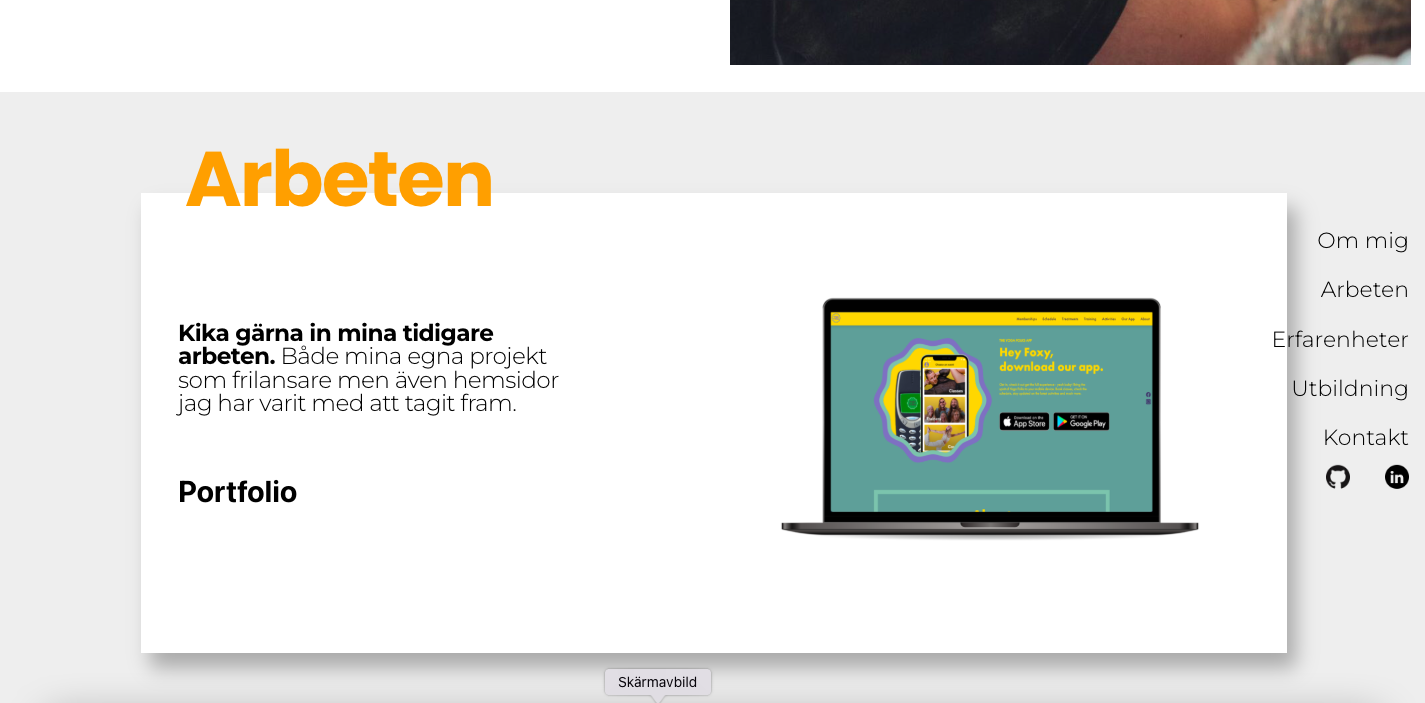 Arbeten
Kika gärna in mina tidigare
arbeten. Både mina egna projekt
som frilansare men även hemsidor
jag har varit med att tagit fram.
Portfolio
Hey Foxy,
download our app.
Download on the
App Store
GET IT ON
Google Play
Om mig
Arbeten
Erfarenheter
Utbildning
Kontakt
in
Skärmavbild